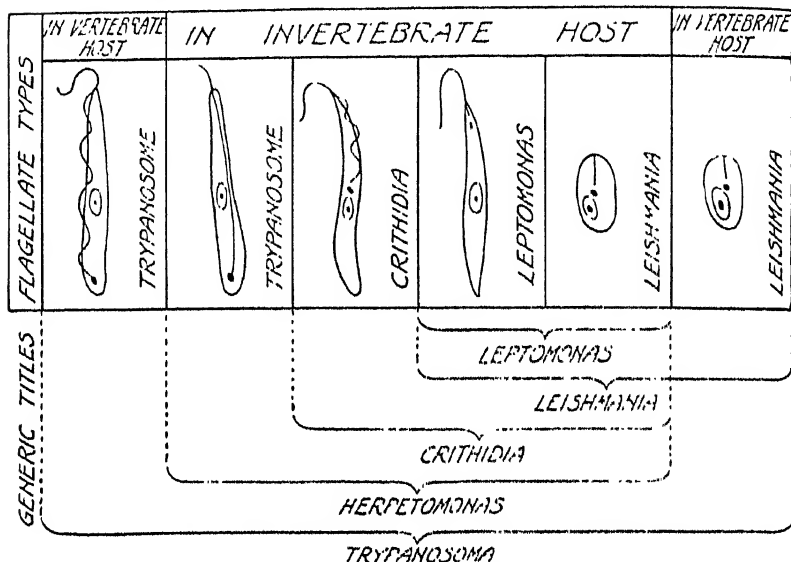 IN VERTEBRATE HOST
IN INVERTEBRATE HOST
IN VERTEBRATE HOST
FLAGELLATE TYPES
TRYPANOSOME
TRYPANOSOME
CRITHIDIA
LEPTOMONAS
LEISHMANIA
LEISHMANIA
GENERIC TITLES
LEPTOMONAS
LEISHMANIA
CRITHIDIA
HERPETOMONAS
TRYPANOSOMA